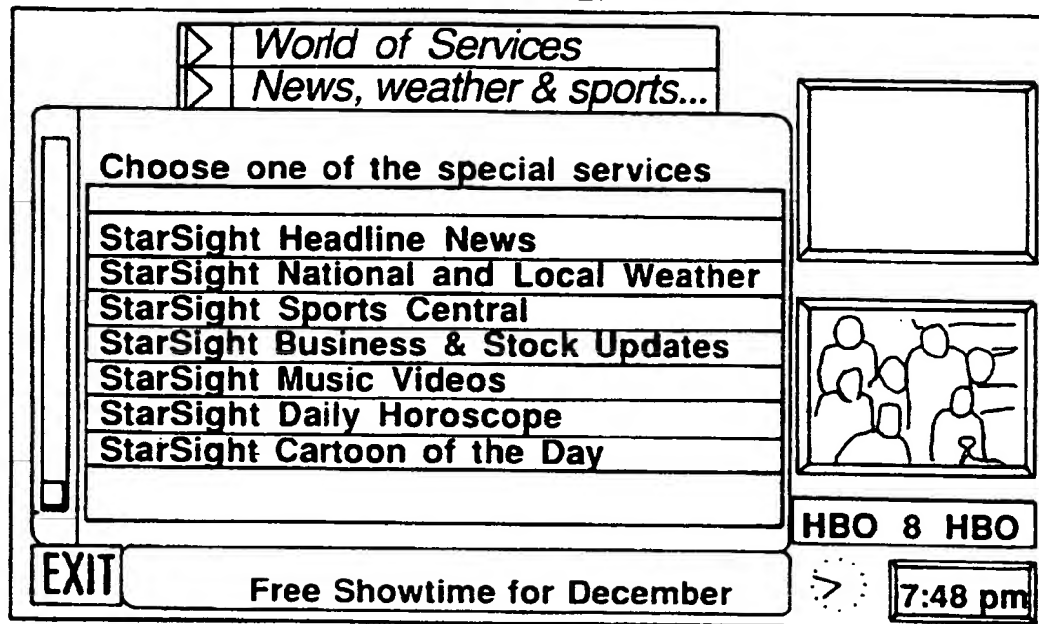 World of Services
News, weather & sports...
Choose one of the special services
StarSight Headline News
StarSight National and Local Weather
StarSight Sports Central
StarSight Business & Stock Updates
StarSight Music Videos
StarSight Daily Horoscope
StarSight Cartoon of the Day
HBO 8 HBO
EXIT
Free Showtime for December
7:48 pm